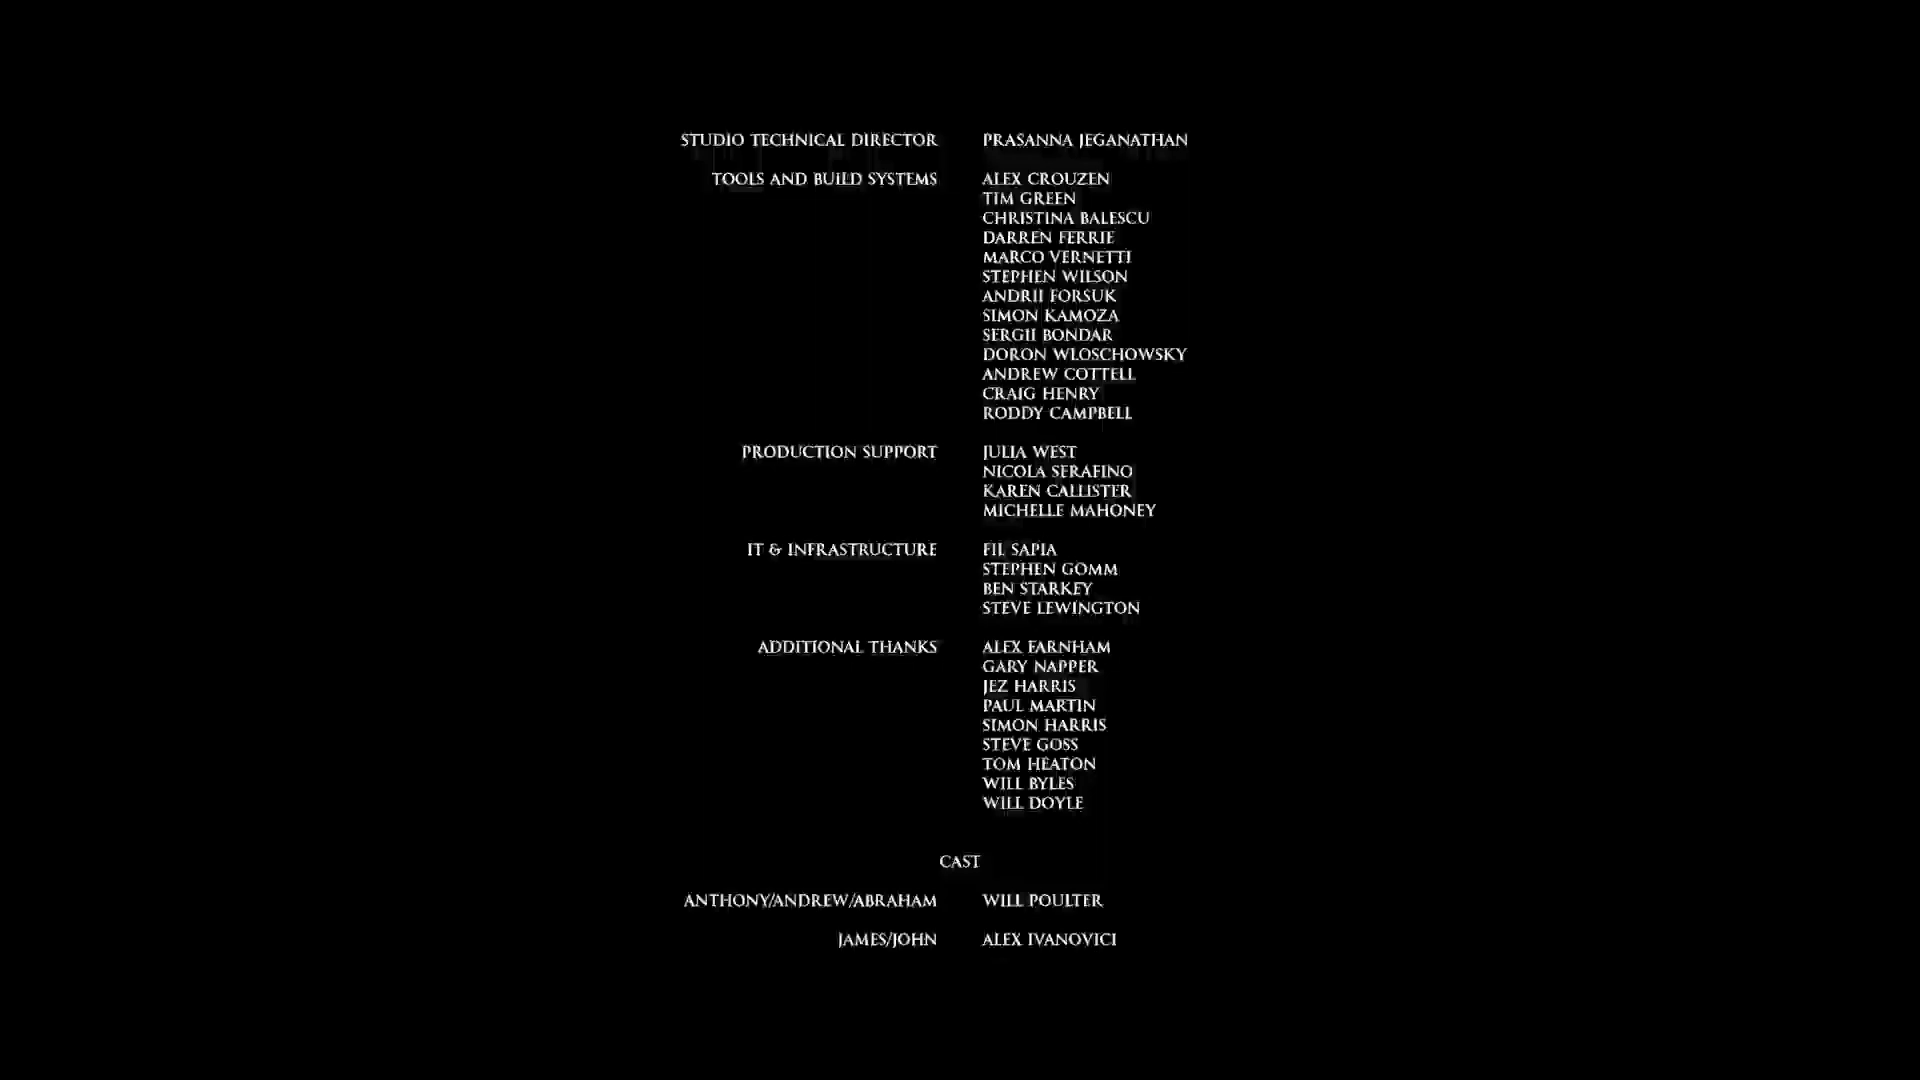 STUDIO TECHNICAL DIRECTOR PRASANNA JEGANATHAN
TOOLS AND BUILD SYSTEMS ALEX CROUZEN
TIM GREEN
CHRISTINA BALESCU
DARREN FERRIE
MARCO VERNETTI
STEPHEN WILSON
ANDRII FORSUK
SIMON KAMOZA
SERGII BONDAR
DORON WLOSCHOWSKY
ANDREW COTTELL
CRAIG HENRY
RODDY CAMPBELL
PRODUCTION SUPPORT JULIA WEST
NICOLA SERAFINO
KAREN CALLISTER
MICHELLE MAHONEY
IT & INFRASTRUCTURE FIL SAPIA
STEPHEN GOMM
BEN STARKEY
STEVE LEWINGTON
ADDITIONAL THANKS ALEX FARNHAM
GARY NAPPER
JEZ HARRIS
PAUL MARTIN
SIMON HARRIS
STEVE GOSS
TOM HEATON
WILL BYLES
WILL DOYLE
CAST
ANTHONY/ANDREW/ABRAHAM WILL POULTER
JAMES/JOHN ALEX IVANOVICI